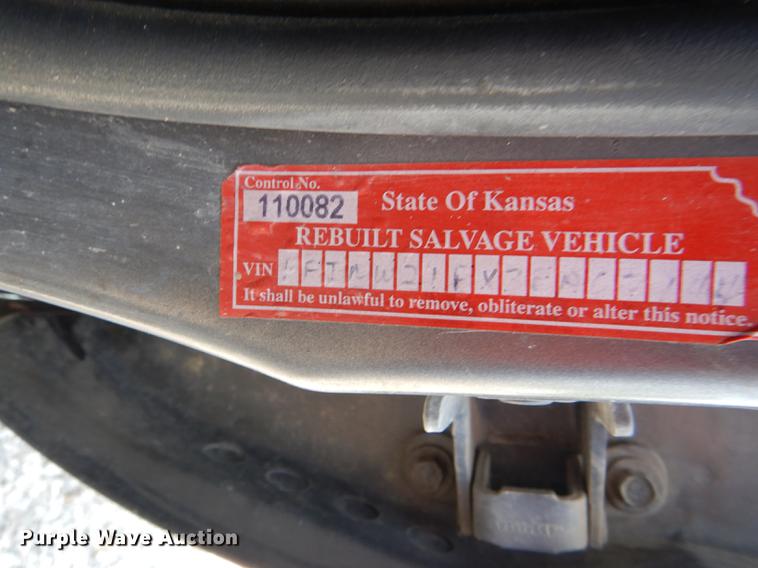 Control No.
110082
State Of Kansas
REBUILT SALVAGE VEHICLE
VIN
It shall be unlawful to remove, obliterate or alter this notice.
Purple Wave Auction